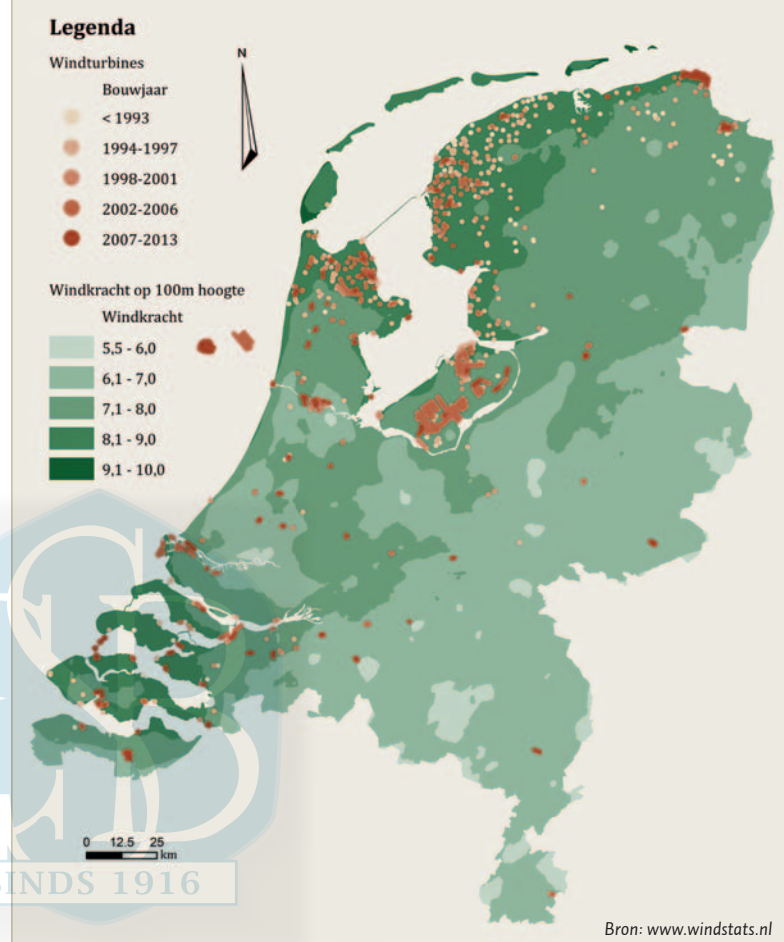 Legenda
Windturbines
Bouwjaar
< 1993
1994-1997
1998-2001
2002-2006
2007-2013
Windkracht op 100m hoogte
Windkracht
5,5 - 6,0
6,1 - 7,0
7,1 - 8,0
8,1 - 9,0
9,1 - 10,0
N
0 12.5 25
km
SINDS 1916
Bron: www.windstats.nl